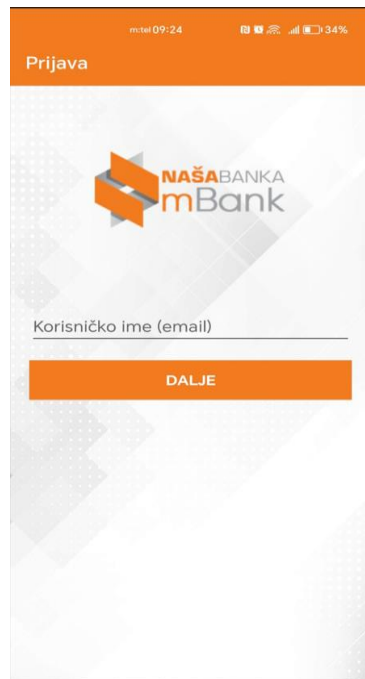 m:tel 09:24 34%
Prijava
NAŠABANKA
mBank
Korisničko ime (email)
DALJE